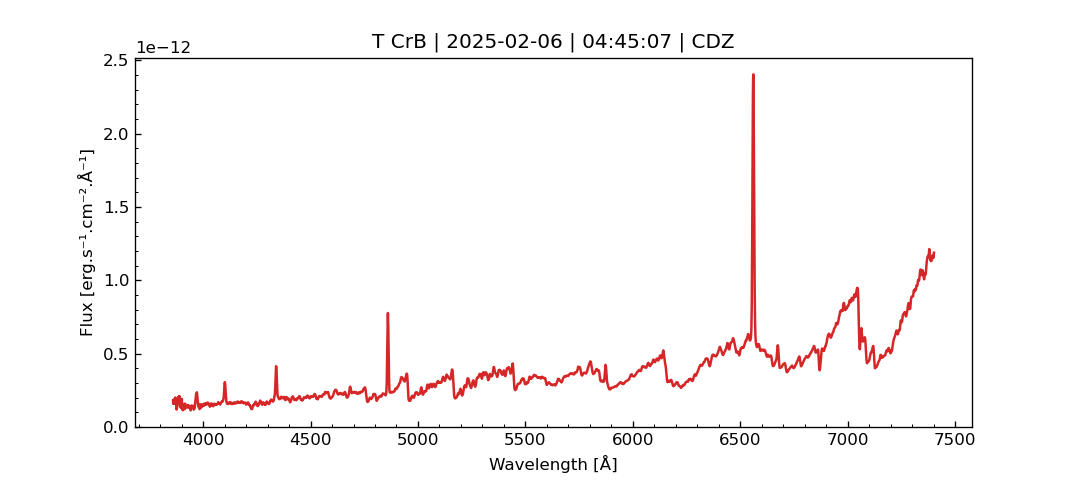 T CrB | 2025-02-06 | 04:45:07 | CDZ
1e−12
2.5
2.0
1.5
1.0
0.5
0.0
Flux [erg.s⁻¹.cm⁻².Å⁻¹]
4000 4500 5000 5500 6000 6500 7000 7500
Wavelength [Å]